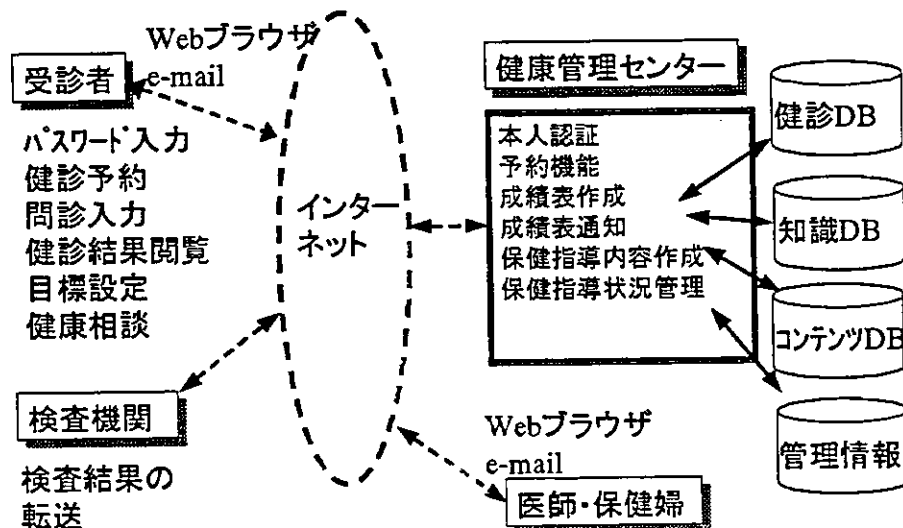 Webブラウザ
e-mail
受診者
パスワード入力
健診予約
問診入力
健診結果閲覧
目標設定
健康相談
検査機関
検査結果の
転送
インター
ネット
健康管理センター
本人認証
予約機能
成績表作成
成績表通知
保健指導内容作成
保健指導状況管理
健診DB
知識DB
コンテンツDB
管理情報
Webブラウザ
e-mail
医師・保健婦